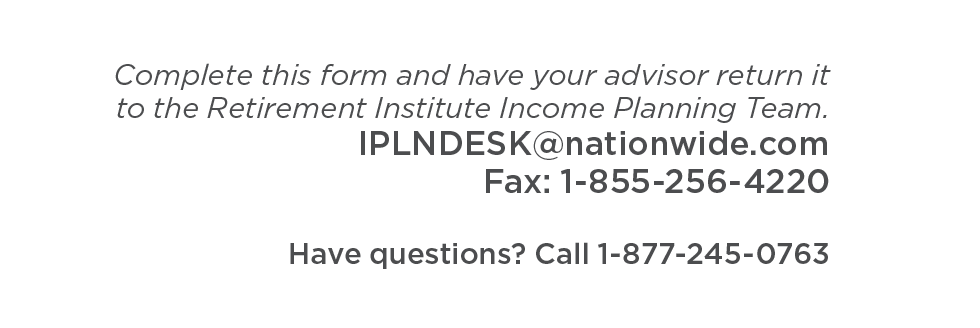 Complete this form and have your advisor return it
to the Retirement Institute Income Planning Team.
IPLNDESK@nationwide.com
Fax: 1-855-256-4220
Have questions? Call 1-877-245-0763